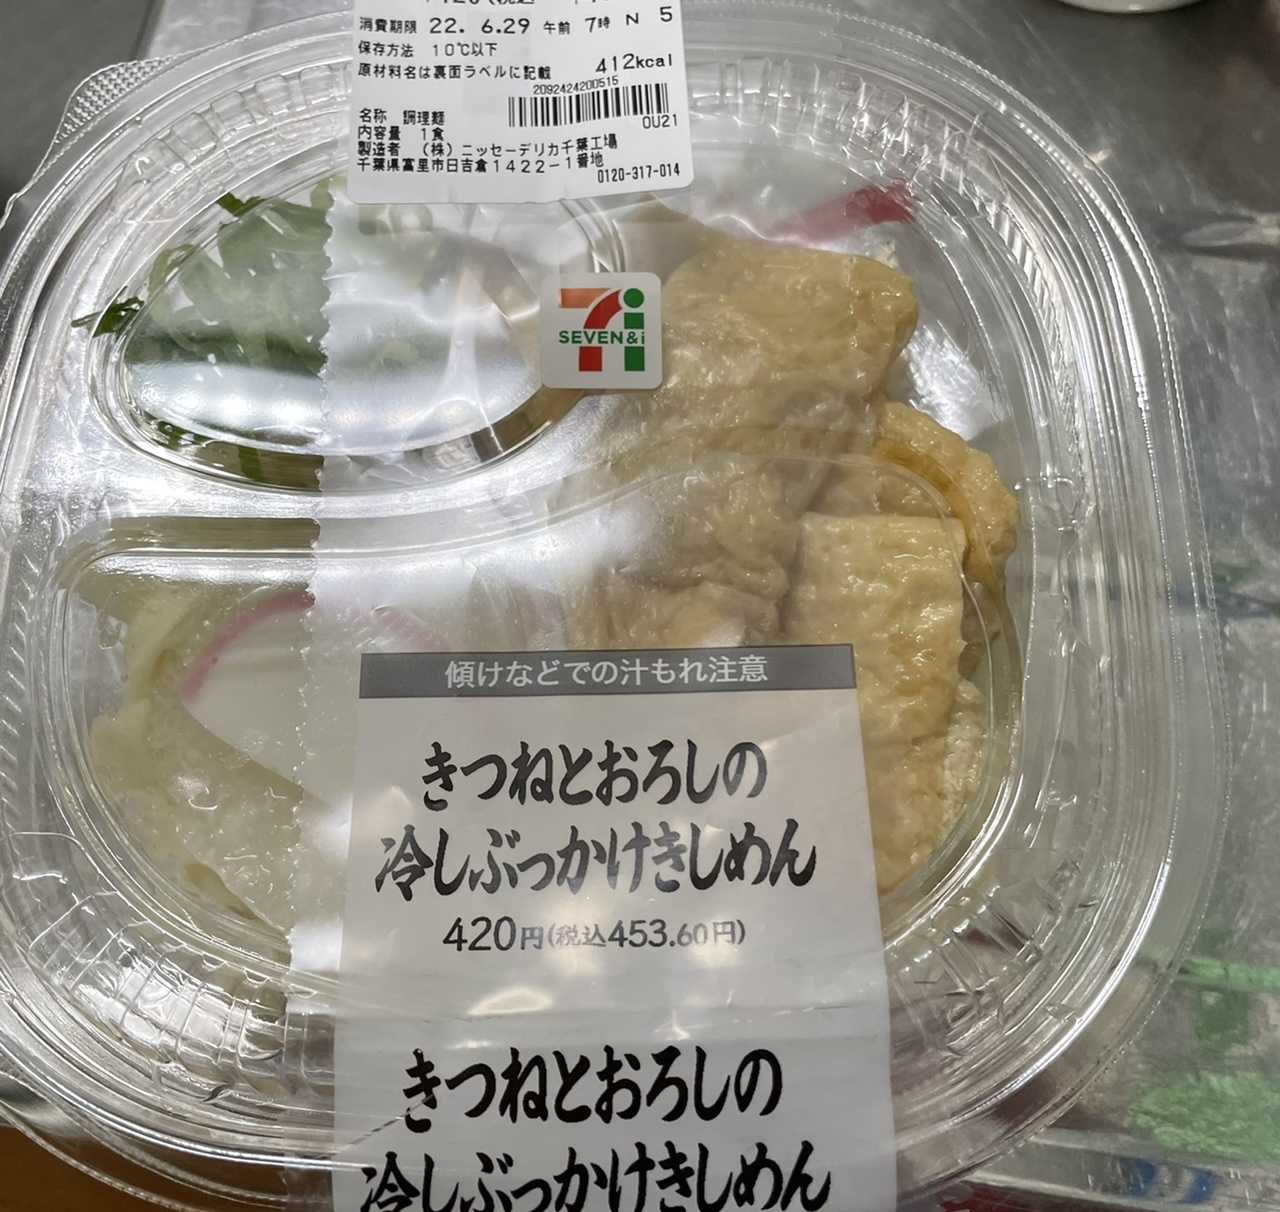 消費期限 22. 6.29 午前 7時 N 5
保存方法 10℃以下
原材料名は裏面ラベルに記載 412kcal
2092424200515
0U21
名称 調理麺
内容量 1食
製造者 (株)ニッセーデリカ千葉工場
千葉県富里市日吉倉1422-1番地
0120-317-014
SEVEN&i
傾けなどでの汁もれ注意
きつねとおろしの
冷しぶっかけきしめん
420円(税込453.60円)
きつねとおろしの
冷しぶっかけきしめん